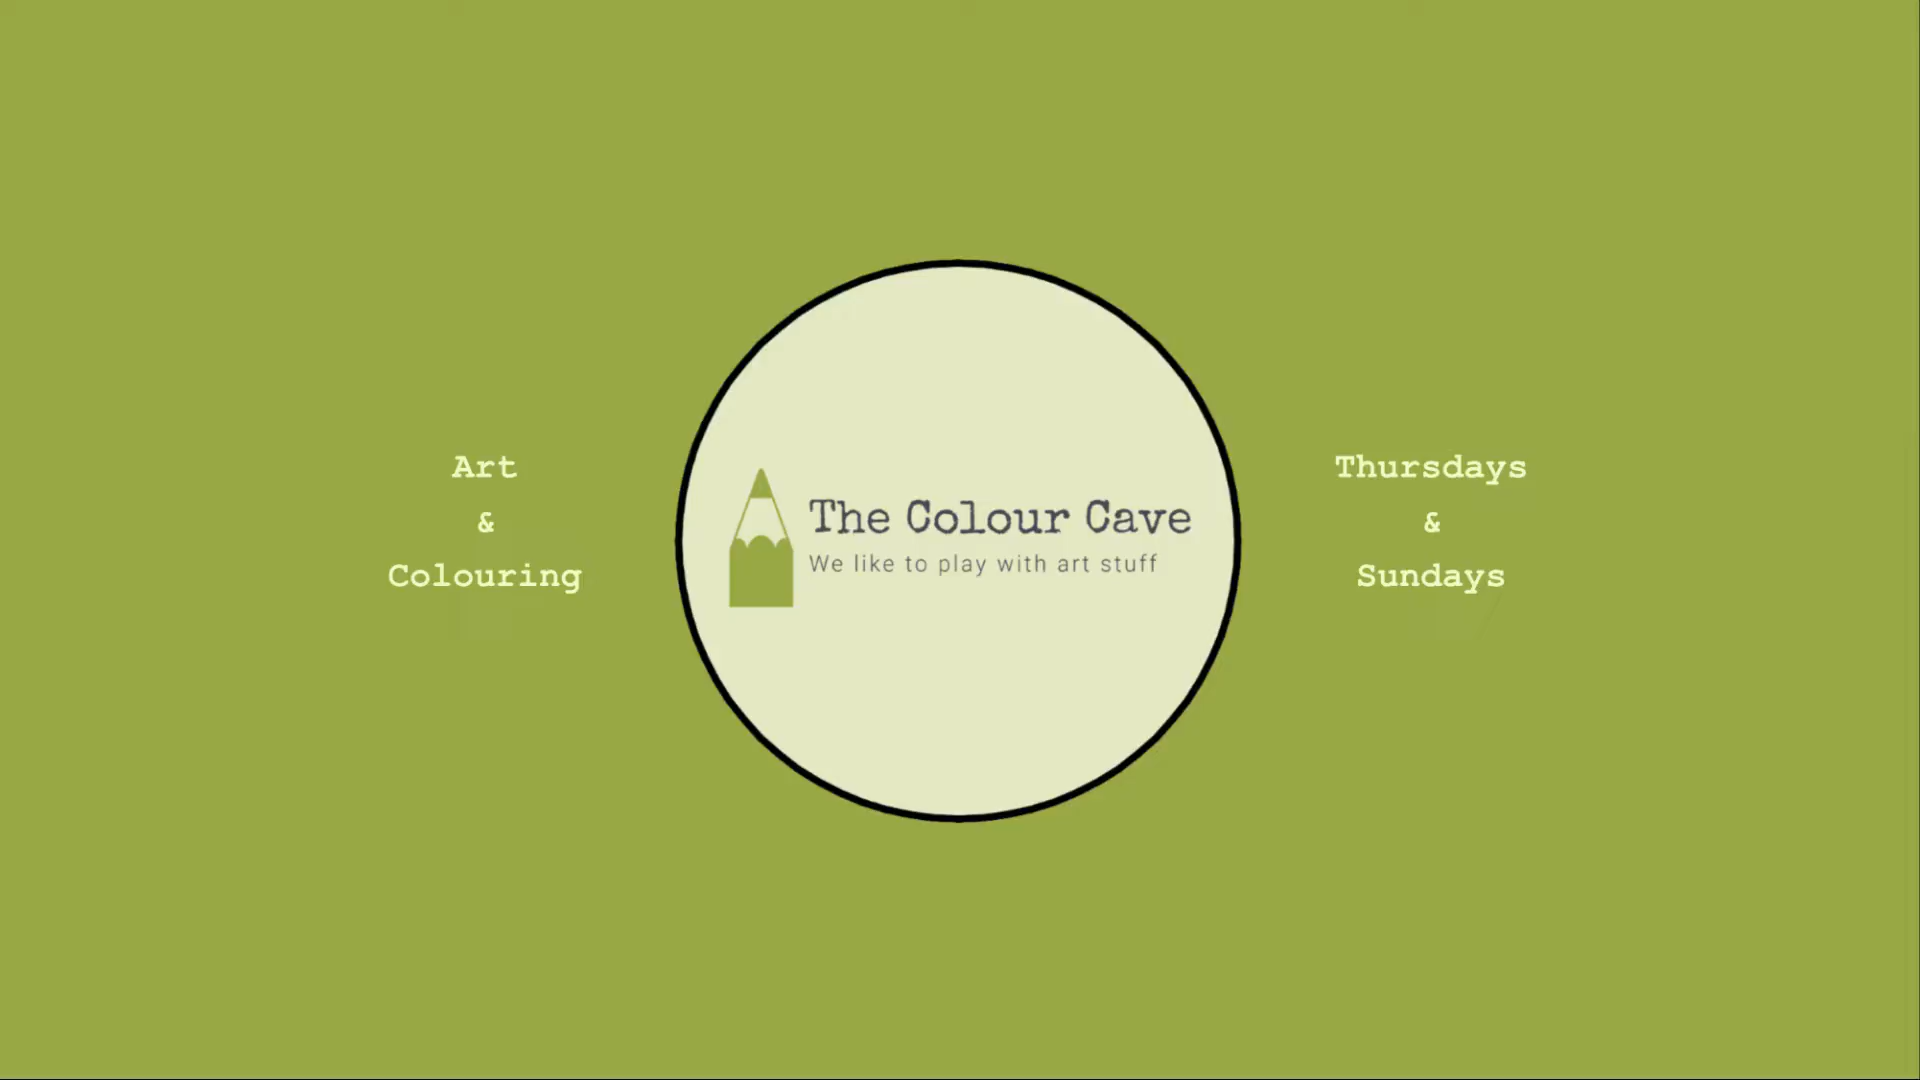 Art
&
Colouring
The Colour Cave
We like to play with art stuff
Thursdays
&
Sundays